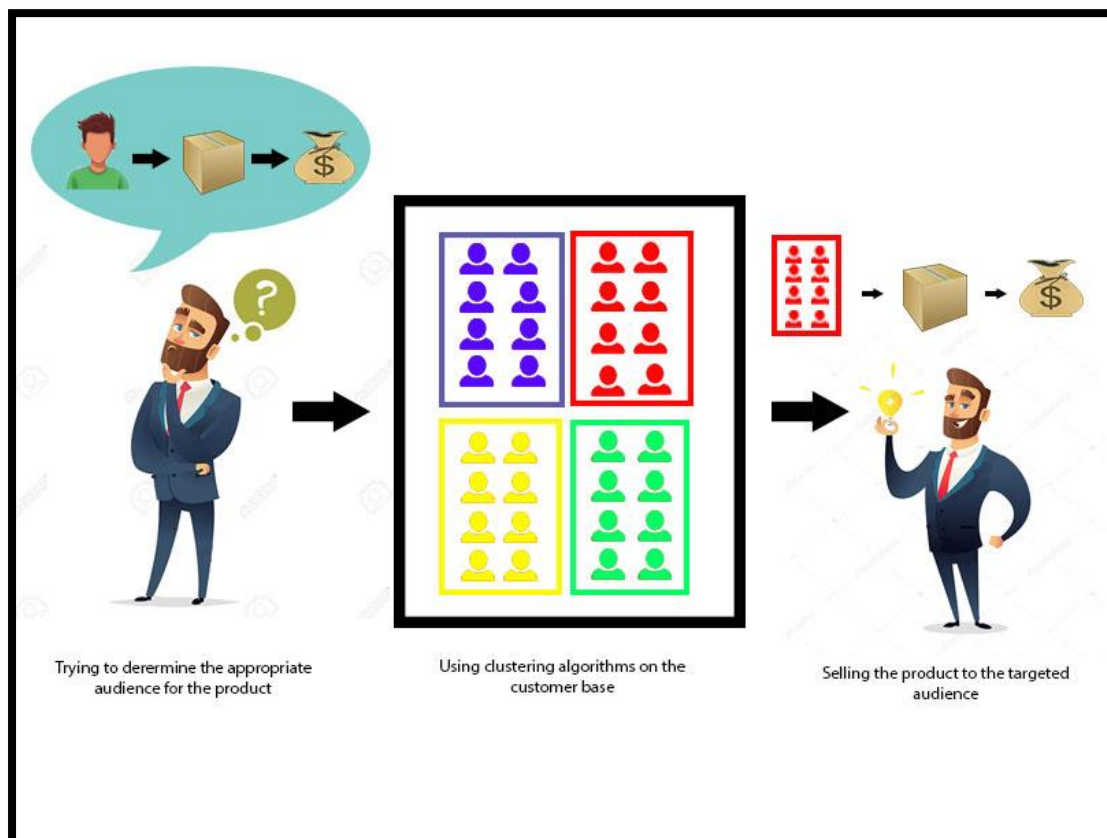 ?
$
$
Trying to derermine the appropriate
audience for the product
Using clustering algorithms on the
customer base
Selling the product to the targeted
audience